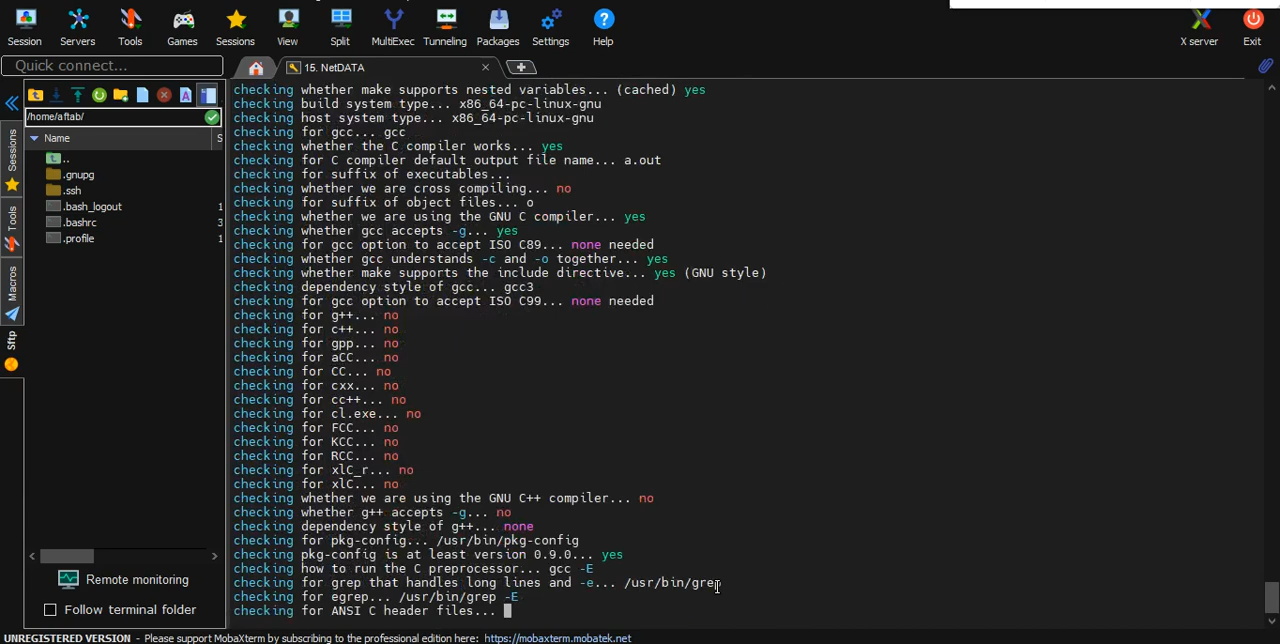 Session Servers Tools Games Sessions View Split MultiExec Tunneling Packages Settings Help X server Exit
Quick connect...
15. NetDATA
/home/aftab/
Name S
..
.gnupg
.ssh
.bash_logout 1
.bashrc 3
.profile 1
Sessions
Tools
Macros
Sftp
Remote monitoring
Follow terminal folder
checking whether make supports nested variables... (cached) yes
checking build system type... x86_64-pc-linux-gnu
checking host system type... x86_64-pc-linux-gnu
checking for gcc... gcc
checking whether the C compiler works... yes
checking for C compiler default output file name... a.out
checking for suffix of executables...
checking whether we are cross compiling... no
checking for suffix of object files... o
checking whether we are using the GNU C compiler... yes
checking whether gcc accepts -g... yes
checking for gcc option to accept ISO C89... none needed
checking whether gcc understands -c and -o together... yes
checking whether make supports the include directive... yes (GNU style)
checking dependency style of gcc... gcc3
checking for gcc option to accept ISO C99... none needed
checking for g++... no
checking for c++... no
checking for gpp... no
checking for aCC... no
checking for CC... no
checking for cxx... no
checking for cc++... no
checking for cl.exe... no
checking for FCC... no
checking for KCC... no
checking for RCC... no
checking for xlC_r... no
checking for xlC... no
checking whether we are using the GNU C++ compiler... no
checking whether g++ accepts -g... no
checking dependency style of g++... none
checking for pkg-config... /usr/bin/pkg-config
checking pkg-config is at least version 0.9.0... yes
checking how to run the C preprocessor... gcc -E
checking for grep that handles long lines and -e... /usr/bin/grep
checking for egrep... /usr/bin/grep -E
checking for ANSI C header files...
UNREGISTERED VERSION - Please support MobaXterm by subscribing to the professional edition here: https://mobaxterm.mobatek.net